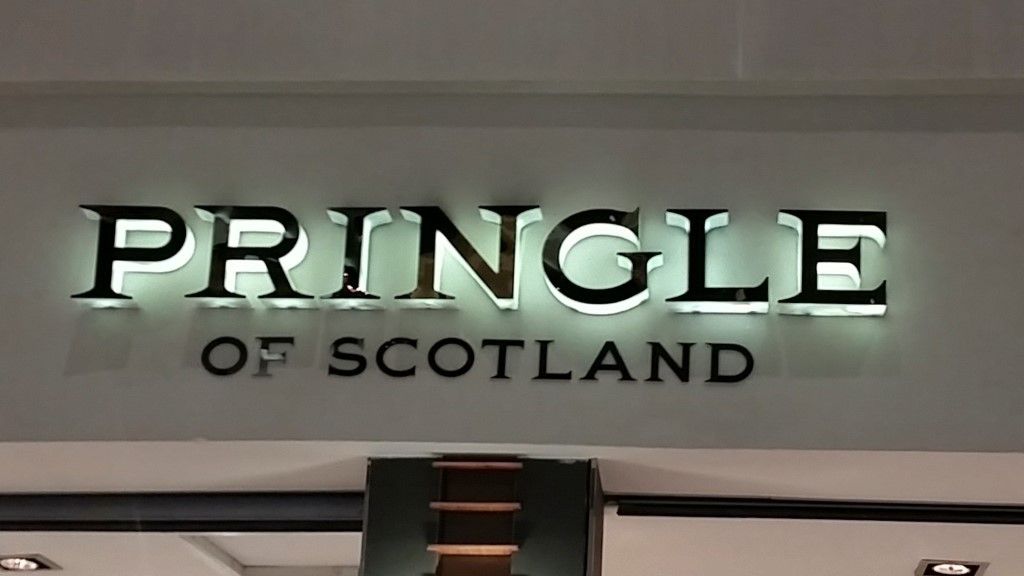 PRINGLE
OF SCOTLAND